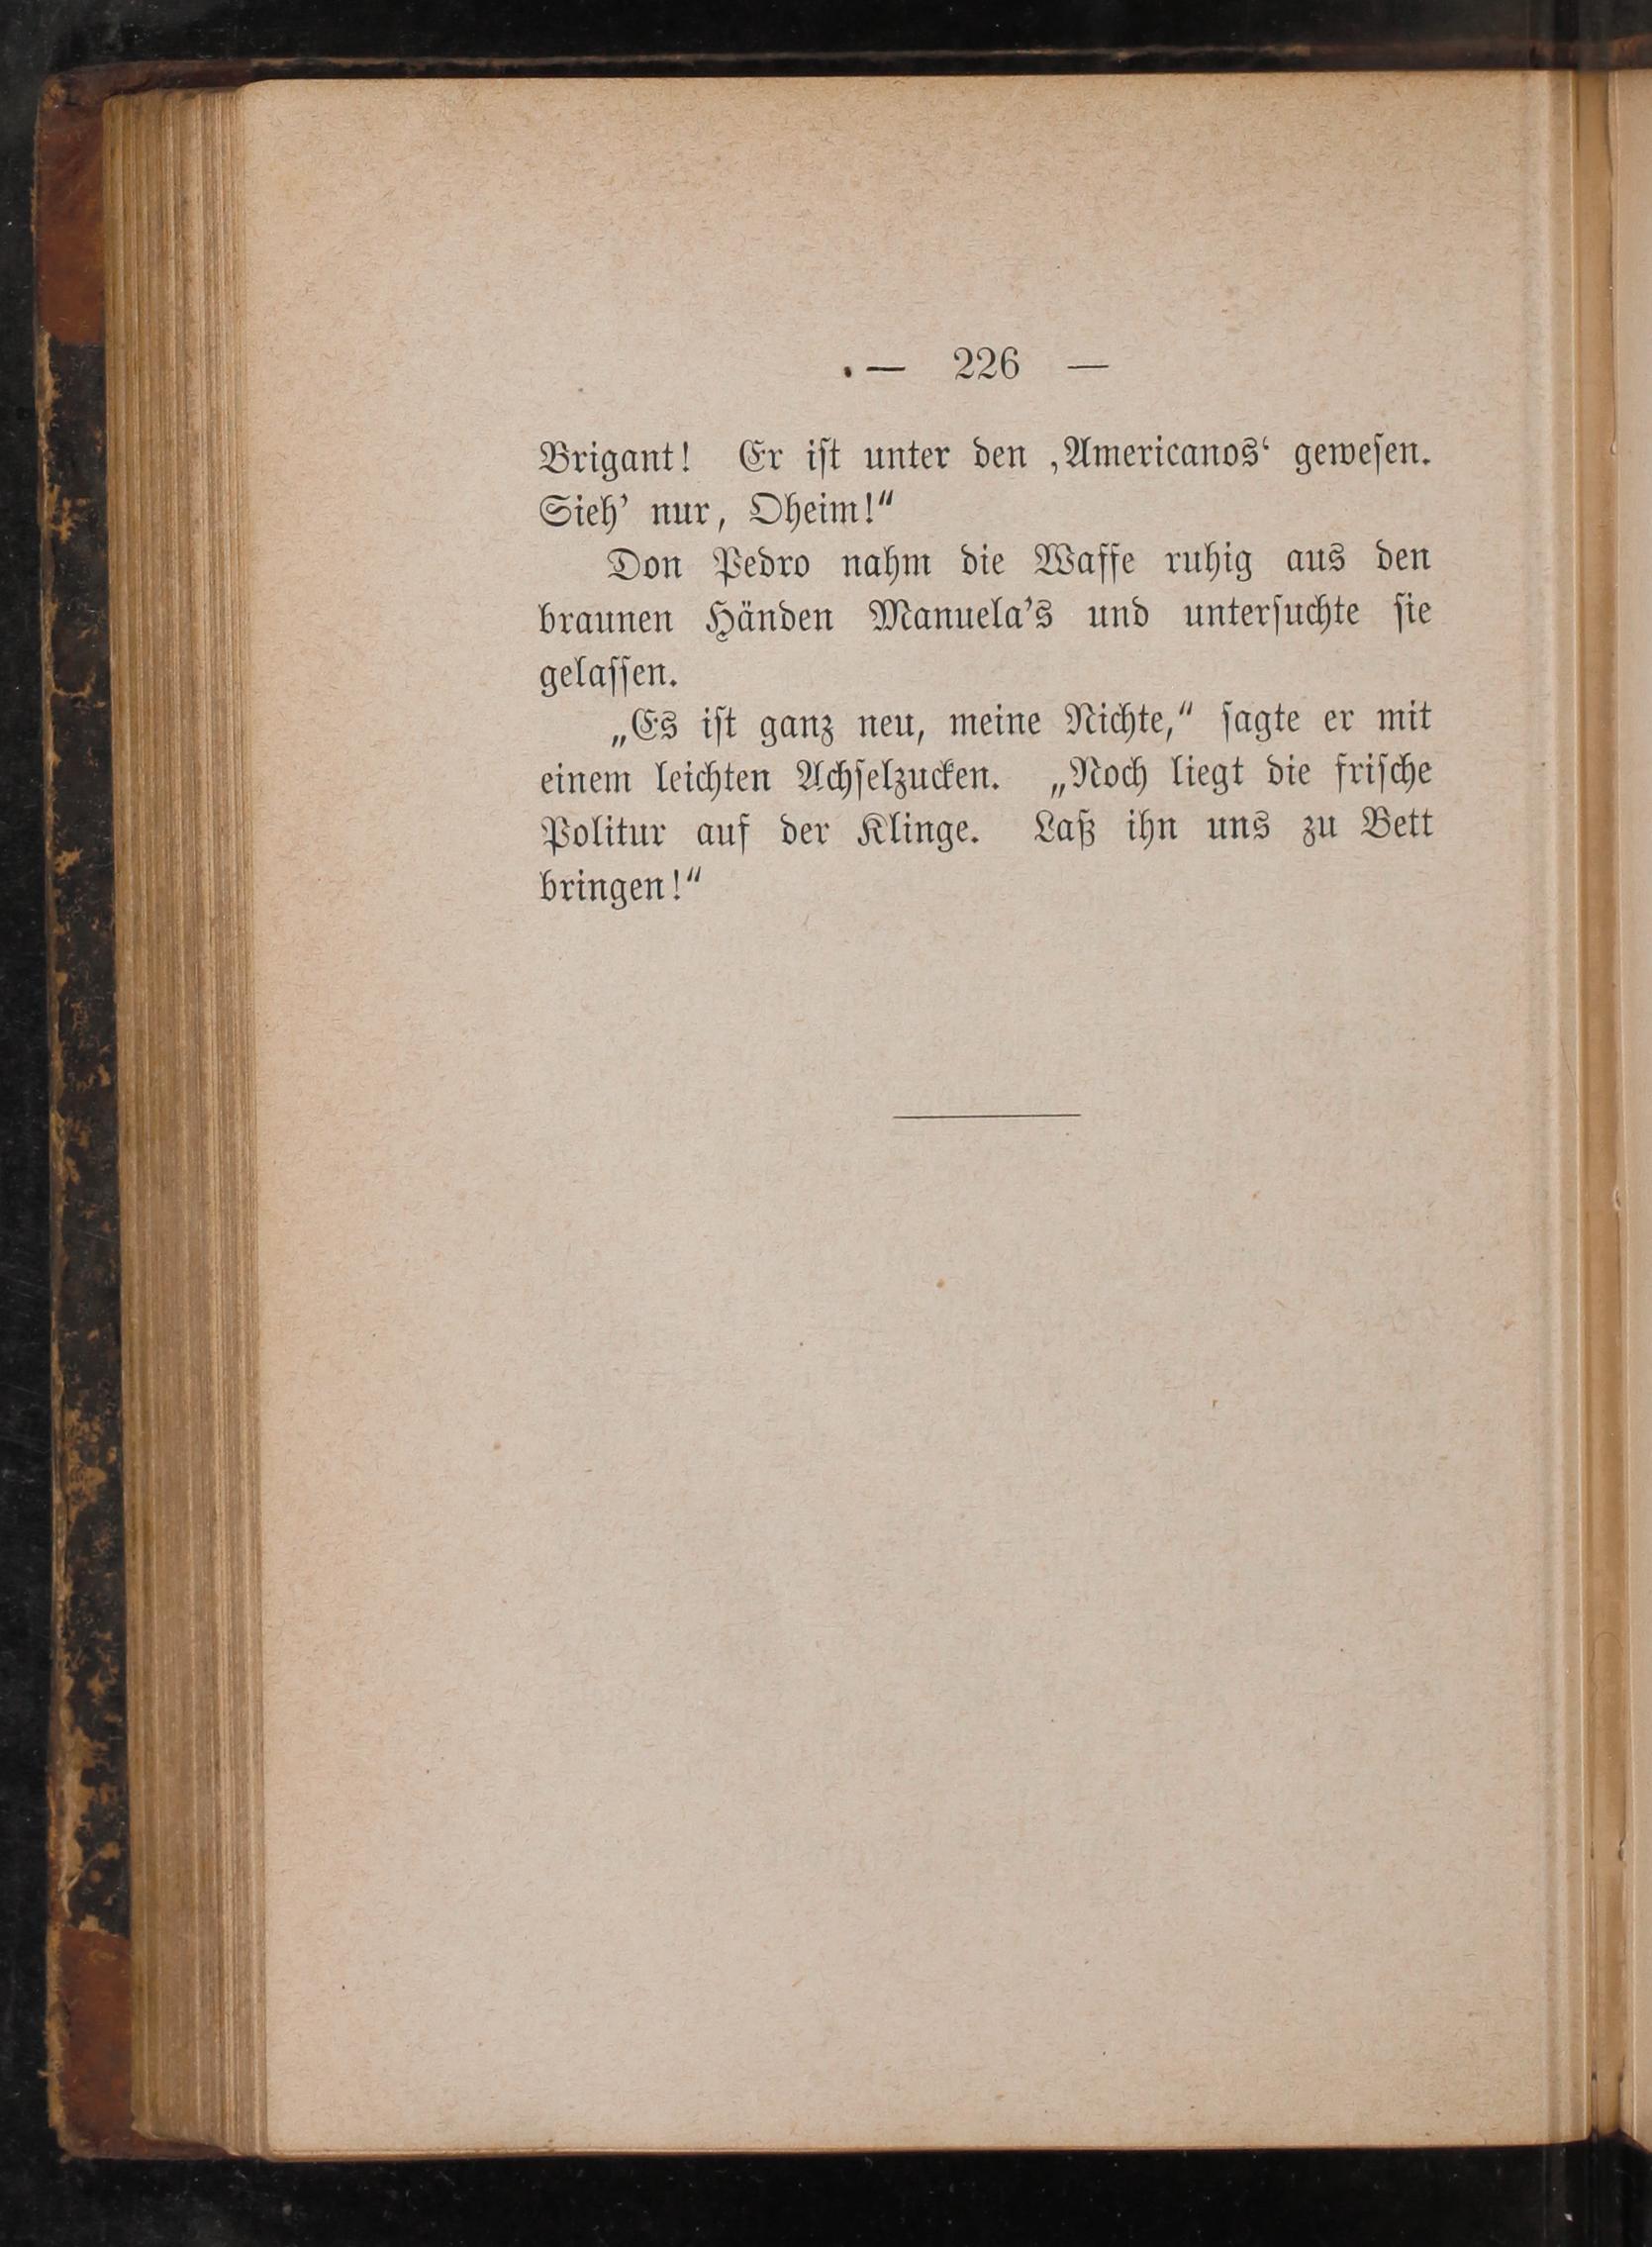 — 226 —
Brigant! Er iſt unter den ‚Americanos‘ geweſen.
Sieh’ nur, Oheim!“
Don Pedro nahm die Waffe ruhig aus den
braunen Händen Manuela’s und unterſuchte ſie
gelaſſen.
„Es iſt ganz neu, meine Nichte,“ ſagte er mit
einem leichten Achſelzucken. „Noch liegt die friſche
Politur auf der Klinge. Laß ihn uns zu Bett
bringen!“